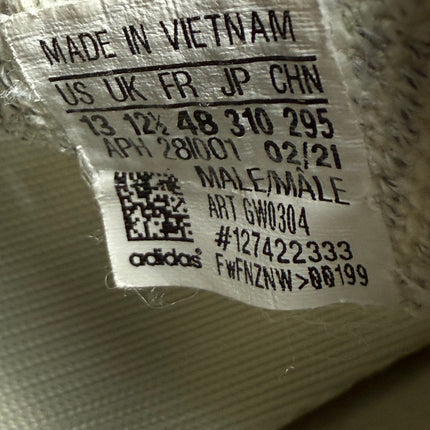 MADE IN VIETNAM
US UK FR JP CHN
13 12½ 48 310 295
APH 281001 02/21
MALE/MÂLE
ART GW0304
#127422333
adidas FwFNZNW>00199